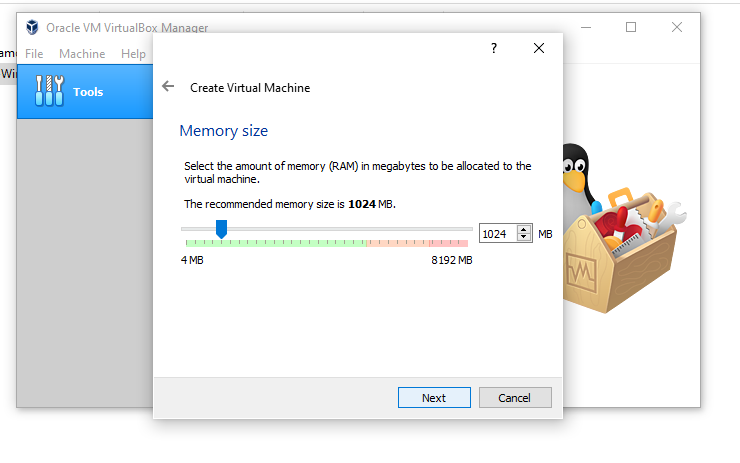 Oracle VM VirtualBox Manager
File Machine Help
Tools
?
Create Virtual Machine
Memory size
Select the amount of memory (RAM) in megabytes to be allocated to the
virtual machine.
The recommended memory size is 1024 MB.
1024 MB
4 MB 8192 MB
Next Cancel